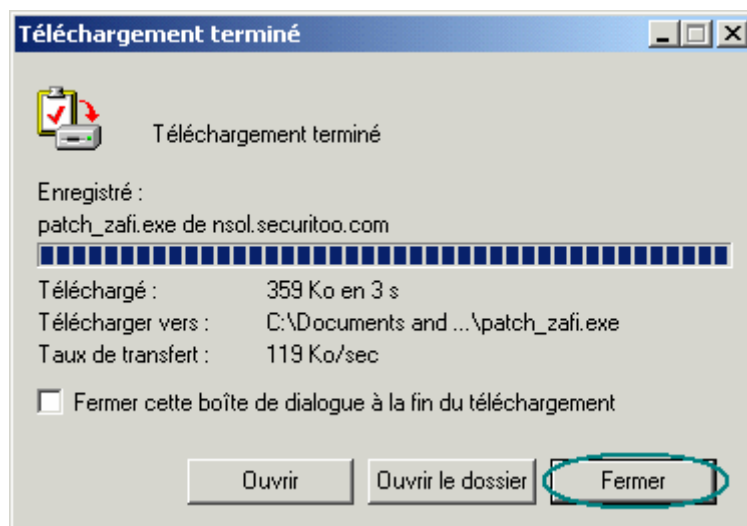 Téléchargement terminé
Téléchargement terminé
Enregistré :
patch_zafi.exe de nsol.securitoo.com
Téléchargé : 359 Ko en 3 s
Télécharger vers : C:\Documents and ...\patch_zafi.exe
Taux de transfert : 119 Ko/sec
Fermer cette boîte de dialogue à la fin du téléchargement
Ouvrir Ouvrir le dossier Fermer